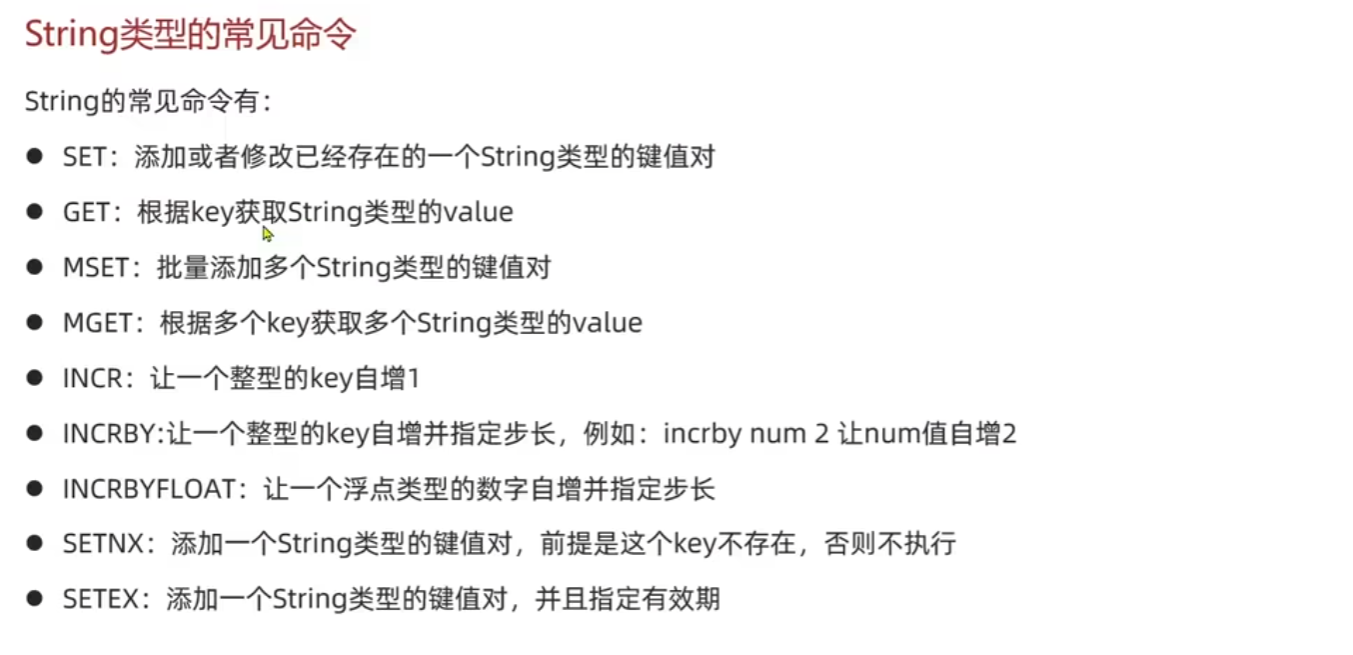 String类型的常见命令
String的常见命令有：
● SET：添加或者修改已经存在的一个String类型的键值对
● GET：根据key获取String类型的value
● MSET：批量添加多个String类型的键值对
● MGET：根据多个key获取多个String类型的value
● INCR：让一个整型的key自增1
● INCRBY:让一个整型的key自增并指定步长，例如：incrby num 2 让num值自增2
● INCRBYFLOAT：让一个浮点类型的数字自增并指定步长
● SETNX：添加一个String类型的键值对，前提是这个key不存在，否则不执行
● SETEX：添加一个String类型的键值对，并且指定有效期